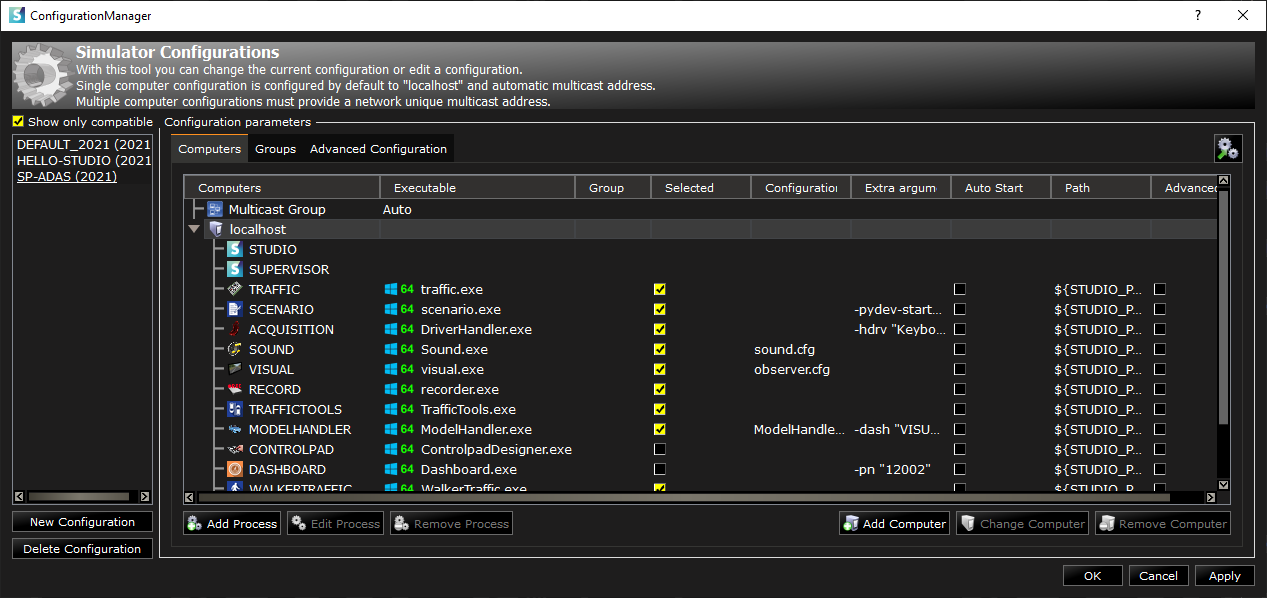 ConfigurationManager
?
Simulator Configurations
With this tool you can change the current configuration or edit a configuration.
Single computer configuration is configured by default to "localhost" and automatic multicast address.
Multiple computer configurations must provide a network unique multicast address.
Show only compatible
DEFAULT_2021 (2021
HELLO-STUDIO (2021
SP-ADAS (2021)
New Configuration
Delete Configuration
Configuration parameters
Computers Groups Advanced Configuration
Computers Executable Group Selected Configuration Extra argum Auto Start Path Advanced
Multicast Group Auto
localhost
STUDIO
SUPERVISOR
TRAFFIC 64 traffic.exe ${STUDIO_P...
SCENARIO 64 scenario.exe -pydev-start... ${STUDIO_P...
ACQUISITION 64 DriverHandler.exe -hdrv "Keybo... ${STUDIO_P...
SOUND 64 Sound.exe sound.cfg ${STUDIO_P...
VISUAL 64 visual.exe observer.cfg ${STUDIO_P...
RECORD 64 recorder.exe ${STUDIO_P...
TRAFFICTOOLS 64 TrafficTools.exe ${STUDIO_P...
MODELHANDLER 64 ModelHandler.exe ModelHandle... -dash "VISU... ${STUDIO_P...
CONTROLPAD 64 ControlpadDesigner.exe ${STUDIO_P...
DASHBOARD 64 Dashboard.exe -pn "12002" ${STUDIO_P...
WALKERTRAFFIC 64 WalkerTraffic.exe ${STUDIO_P...
Add Process Edit Process Remove Process Add Computer Change Computer Remove Computer
OK Cancel Apply